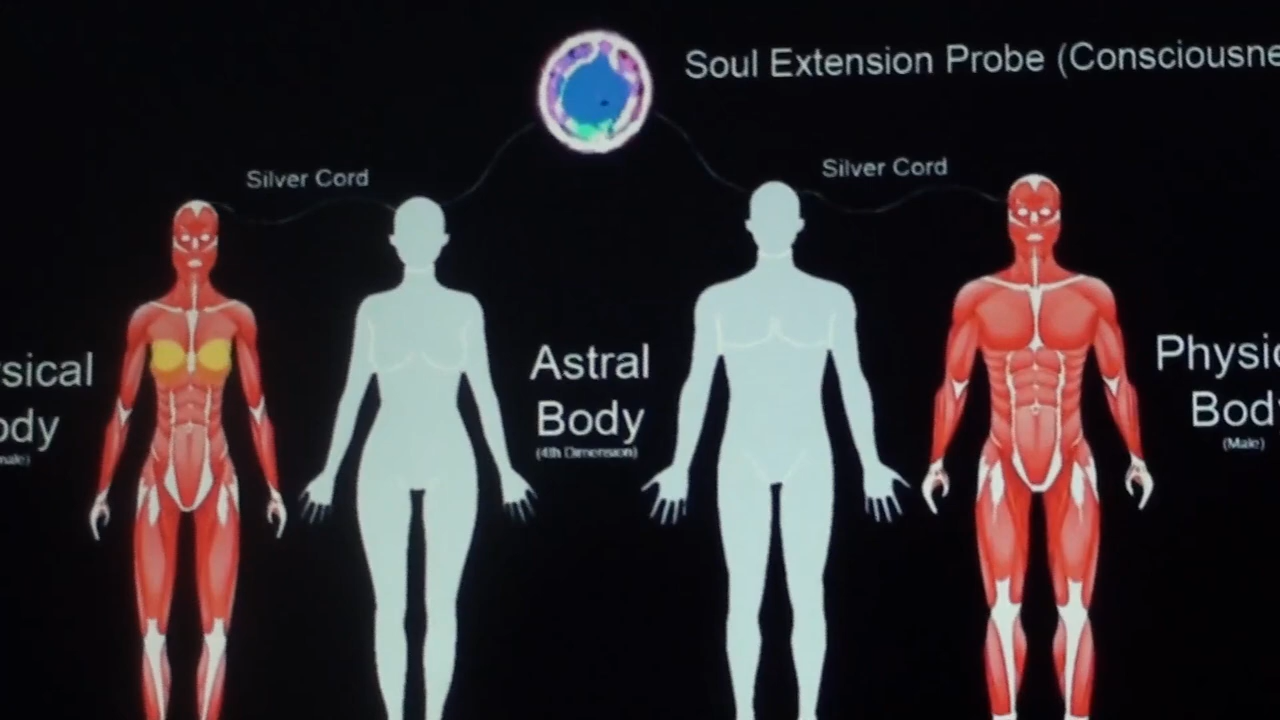 Soul Extension Probe (Consciousne
Silver Cord
Silver Cord
sical
ody
Astral
Body
(4th Dimension)
Physic
Body
(Male)